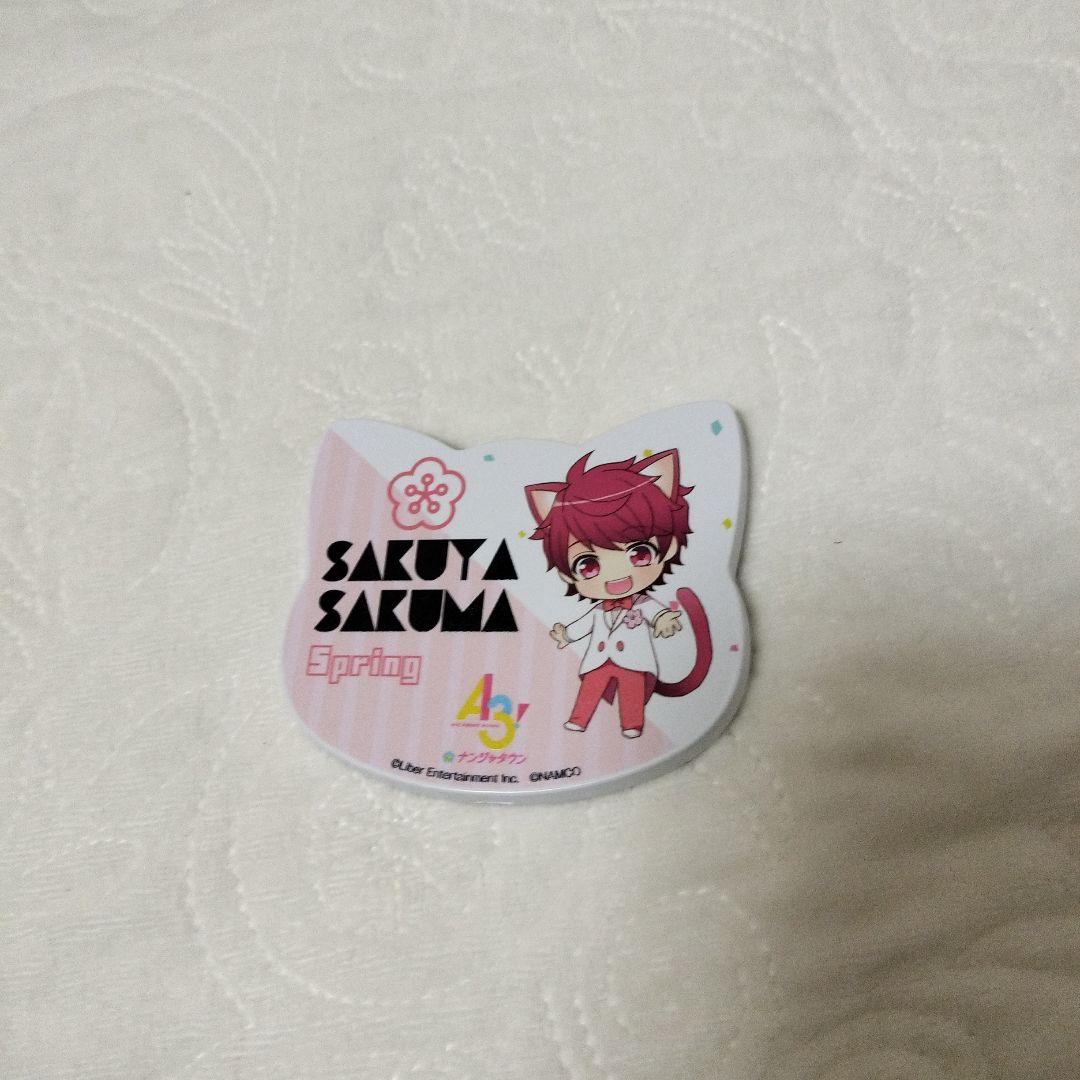 SAKUYA
SAKUMA
Spring
A3!
ナンジャタウン
©Liber Entertainment Inc. ©NAMCO